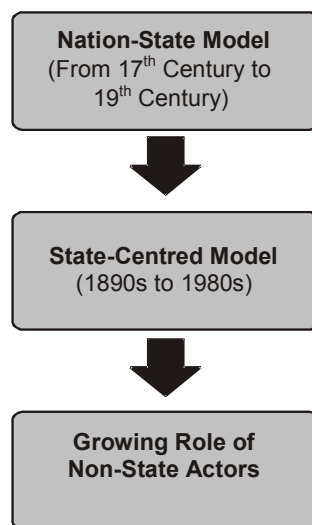 Nation-State Model
(From 17th Century to
19th Century)
State-Centred Model
(1890s to 1980s)
Growing Role of
Non-State Actors